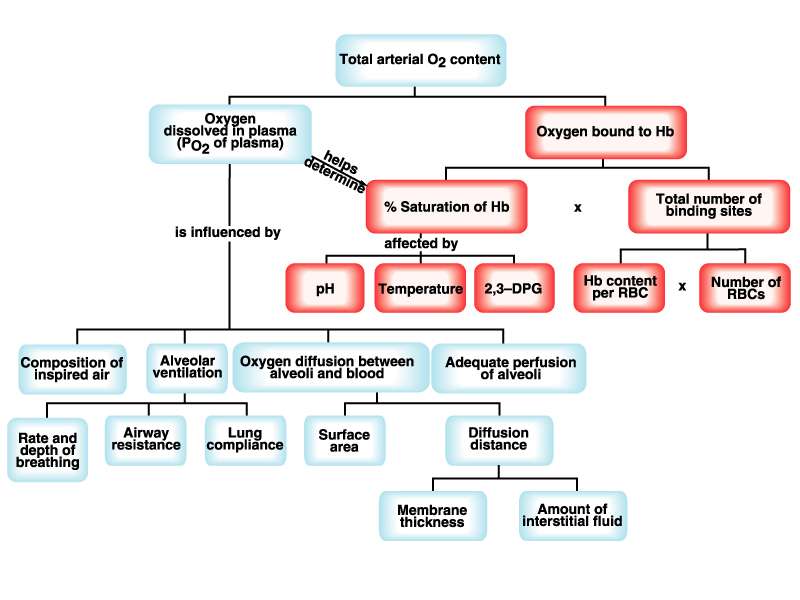 Total arterial O2 content
Oxygen
dissolved in plasma
(PO2 of plasma)
Oxygen bound to Hb
helps
determine
% Saturation of Hb
x
Total number of
binding sites
is influenced by
affected by
pH
Temperature
2,3–DPG
Hb content
per RBC
x
Number of
RBCs
Composition of
inspired air
Alveolar
ventilation
Oxygen diffusion between
alveoli and blood
Adequate perfusion
of alveoli
Rate and
depth of
breathing
Airway
resistance
Lung
compliance
Surface
area
Diffusion
distance
Membrane
thickness
Amount of
interstitial fluid